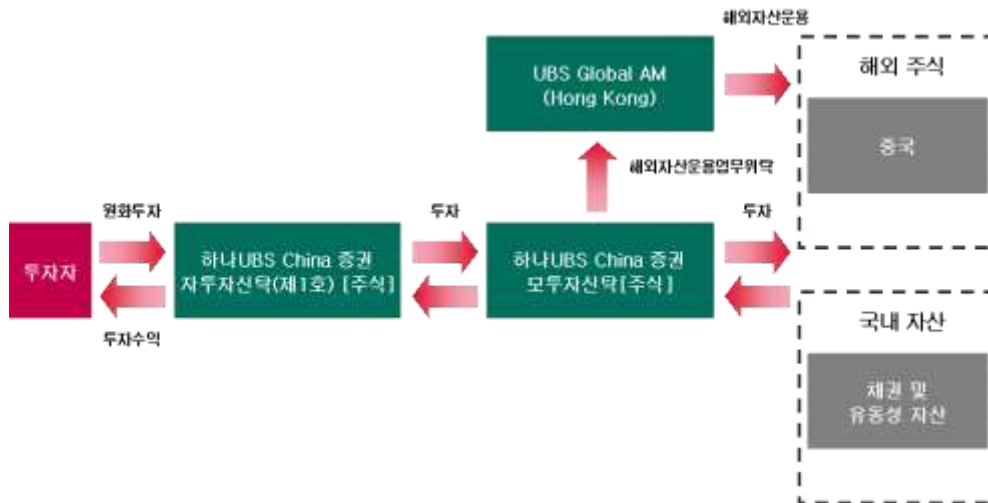 해외자산운용
UBS Global AM
(Hong Kong)
해외 주식
중국
해외자산운용업무위탁
원화투자
투자
투자
투자자
하나UBS China 증권
자투자신탁(제1호) [주식]
하나UBS China 증권
모투자신탁[주식]
투자수익
국내 자산
채권 및
유동성 자산